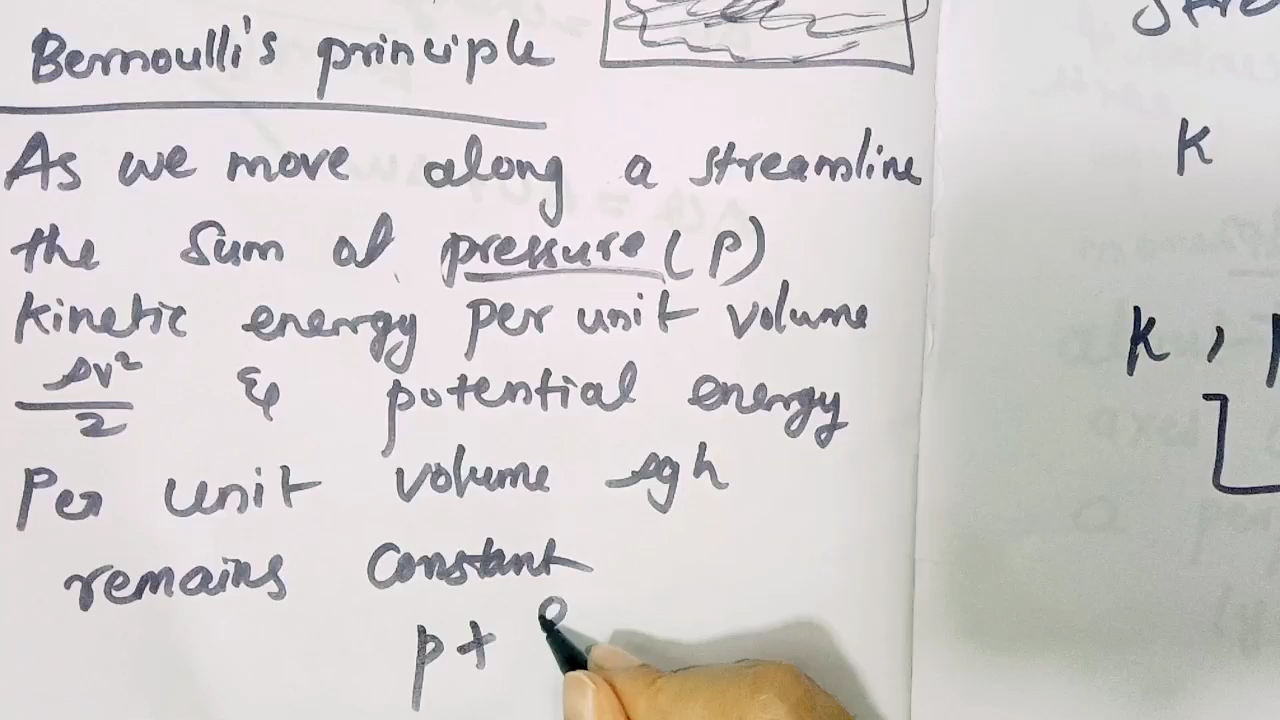 Bernoulli's principle
As we move along a streamline
the sum of pressure (P)
kinetic energy per unit volume
ρv²/2 & potential energy
Per unit volume ρgh
remains constant
p + ρ
K
K ,